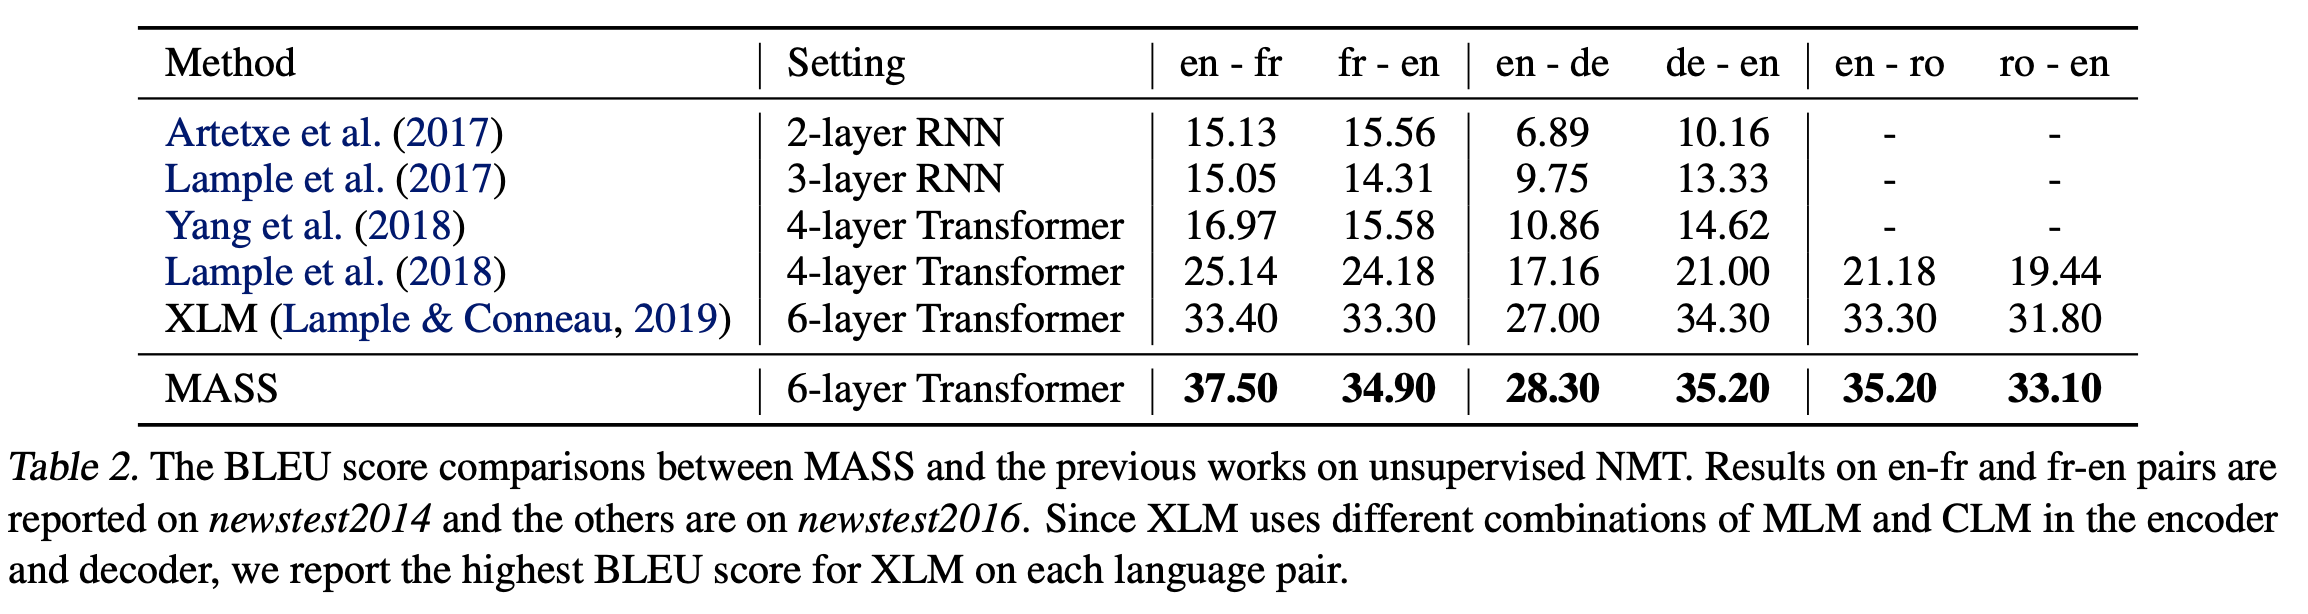 Method Setting en - fr fr - en en - de de - en en - ro ro - en
Artetxe et al. (2017) 2-layer RNN 15.13 15.56 6.89 10.16 - -
Lample et al. (2017) 3-layer RNN 15.05 14.31 9.75 13.33 - -
Yang et al. (2018) 4-layer Transformer 16.97 15.58 10.86 14.62 - -
Lample et al. (2018) 4-layer Transformer 25.14 24.18 17.16 21.00 21.18 19.44
XLM (Lample & Conneau, 2019) 6-layer Transformer 33.40 33.30 27.00 34.30 33.30 31.80
MASS 6-layer Transformer 37.50 34.90 28.30 35.20 35.20 33.10
Table 2. The BLEU score comparisons between MASS and the previous works on unsupervised NMT. Results on en-fr and fr-en pairs are
reported on newstest2014 and the others are on newstest2016. Since XLM uses different combinations of MLM and CLM in the encoder
and decoder, we report the highest BLEU score for XLM on each language pair.